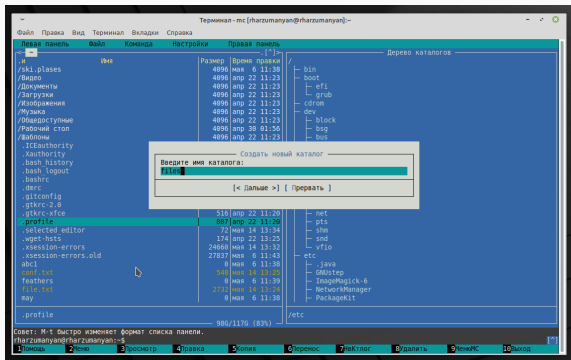 Терминал - mc [rharzumanyan@rharzumanyan]:~
Файл Правка Вид Терминал Вкладки Справка
Левая панель Файл Команда Настройки Правая панель
Дерево каталогов
.и Имя Размер Время правки
/ski.plases 4096 мая 6 11:38
/Видео 4096 апр 22 11:23
/Документы 4096 апр 22 11:23
/Загрузки 4096 апр 22 11:23
/Изображения 4096 апр 22 11:23
/Музыка 4096 апр 22 11:23
/Общедоступные 4096 апр 22 11:23
/Рабочий стол 4096 апр 30 01:56
/Шаблоны 4096 апр 22 11:23
.ICEauthority
.Xauthority
.bash_history
.bash_logout
.bashrc
.dmrc
.gitconfig
.gtkrc-2.0
.gtkrc-xfce 516 апр 22 11:20
.profile 807 апр 22 11:20
.selected_editor 72 мая 14 13:34
.wget-hsts 174 апр 22 13:25
.xsession-errors 24660 мая 14 13:32
.xsession-errors.old 27837 мая 6 11:43
abc1 0 мая 6 11:38
conf.txt 540 мая 14 13:25
feathers 0 мая 6 11:39
file.txt 2732 мая 14 13:24
may 0 мая 6 11:38
.profile
98G/117G (83%)
/
bin
boot
efi
grub
cdrom
dev
block
bsg
bus
net
pts
shm
snd
vfio
etc
.java
GNUstep
ImageMagick-6
NetworkManager
PackageKit
/etc
Создать новый каталог
Введите имя каталога:
files
[< Дальше >] [ Прервать ]
Совет: M-t быстро изменяет формат списка панели.
rharzumanyan@rharzumanyan:~$ [^]
1Помощь 2Меню 3Просмотр 4Правка 5Копия 6Перенос 7НвКтлог 8Удалить 9МенюMC 10Выход